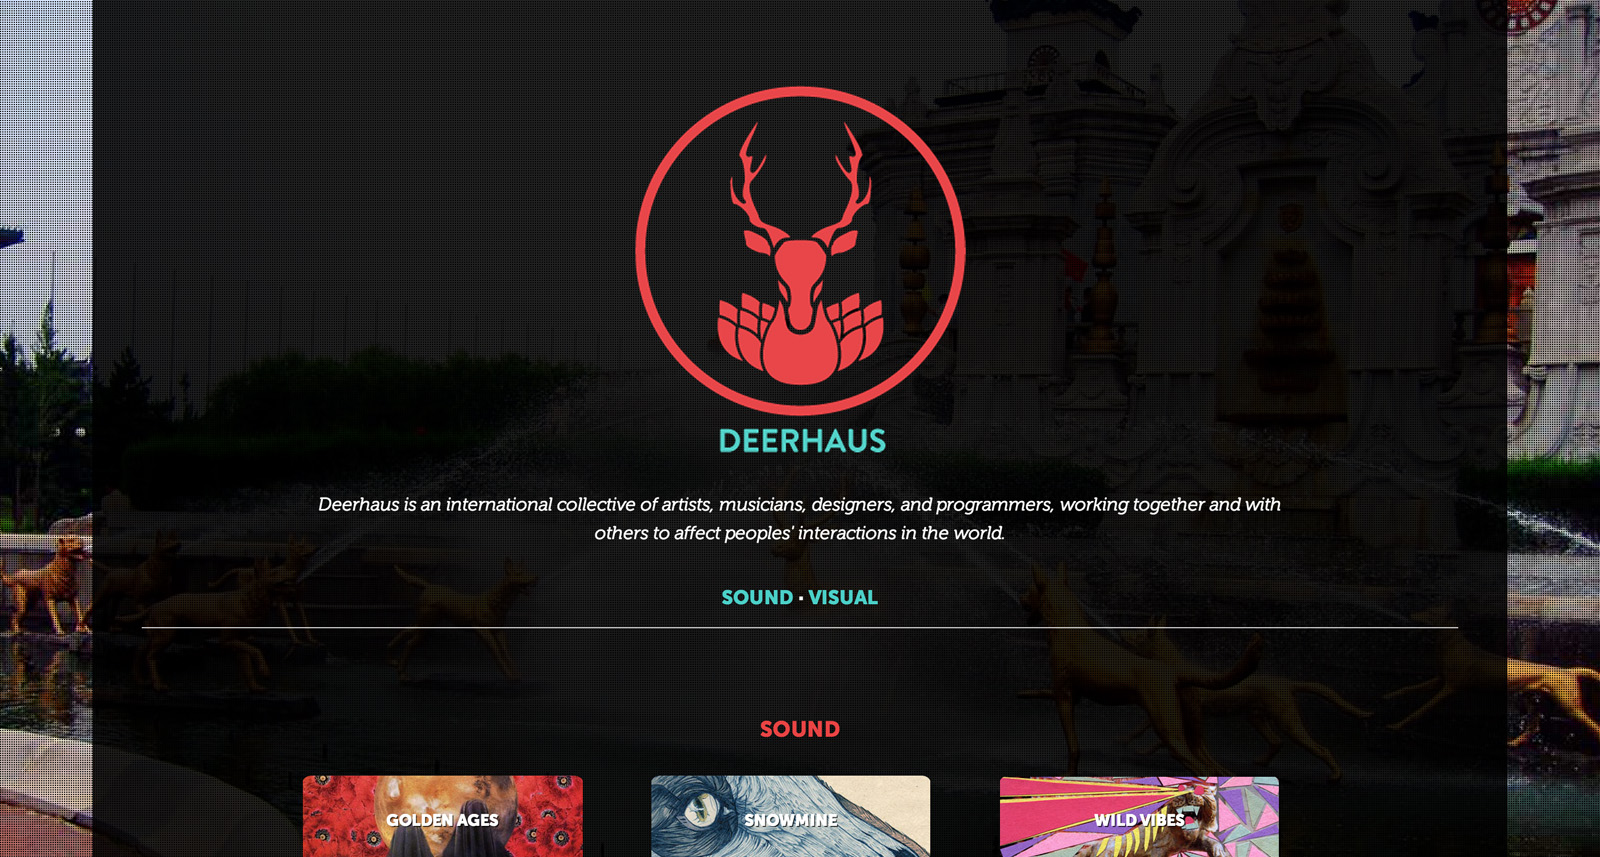 DEERHAUS
Deerhaus is an international collective of artists, musicians, designers, and programmers, working together and with
others to affect peoples' interactions in the world.
SOUND · VISUAL
SOUND
GOLDEN AGES
SNOWMINE
WILD VIBES